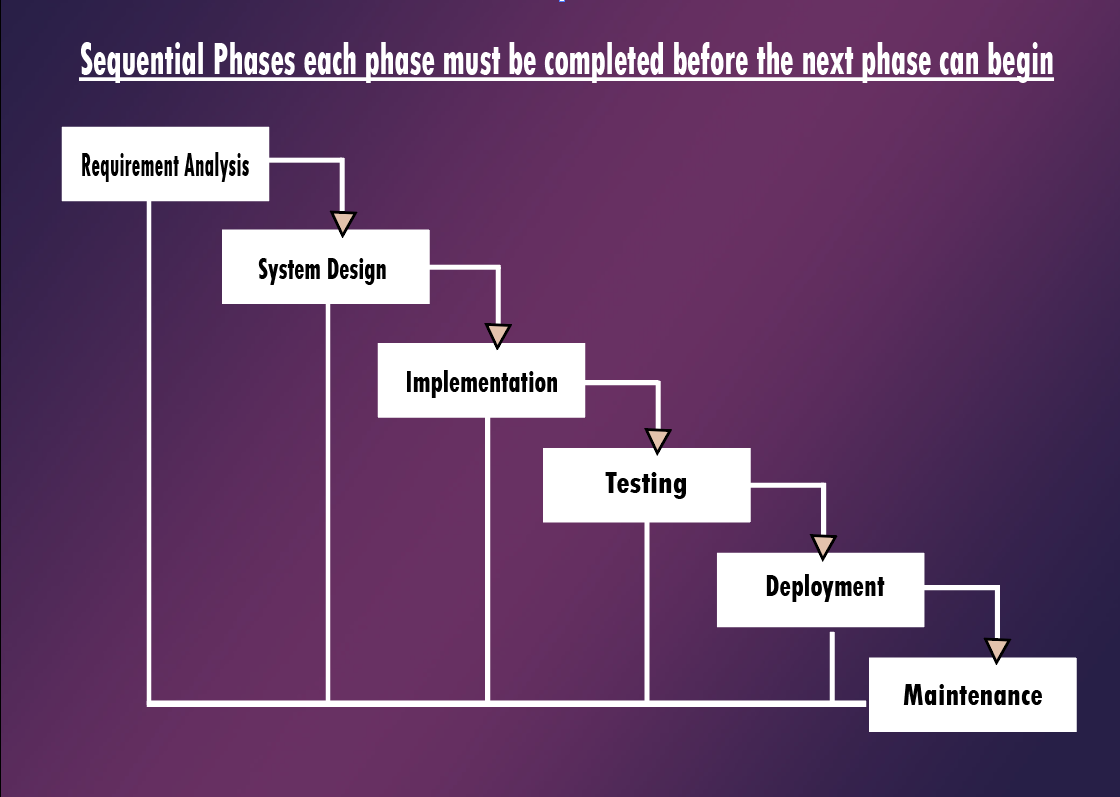 Sequential Phases each phase must be completed before the next phase can begin
Requirement Analysis
System Design
Implementation
Testing
Deployment
Maintenance